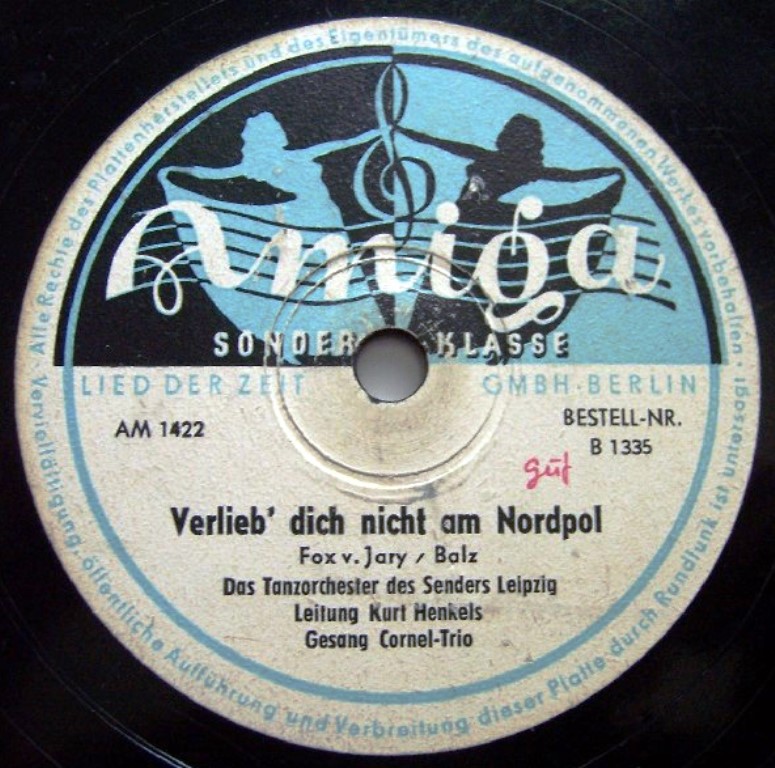 Alle Rechte des Plattenherstellers und des Eigentümers des aufgenommenen Werkes vorbehalten · Vervielfältigung, öffentliche Aufführung und Verbreitung dieser Platte durch Rundfunk ist untersagt ·
Amiga
SONDER KLASSE
LIED DER ZEIT GMBH·BERLIN
AM 1422
BESTELL-NR.
B 1335
gut
Verlieb' dich nicht am Nordpol
Fox v. Jary / Balz
Das Tanzorchester des Senders Leipzig
Leitung Kurt Henkels
Gesang Cornel-Trio